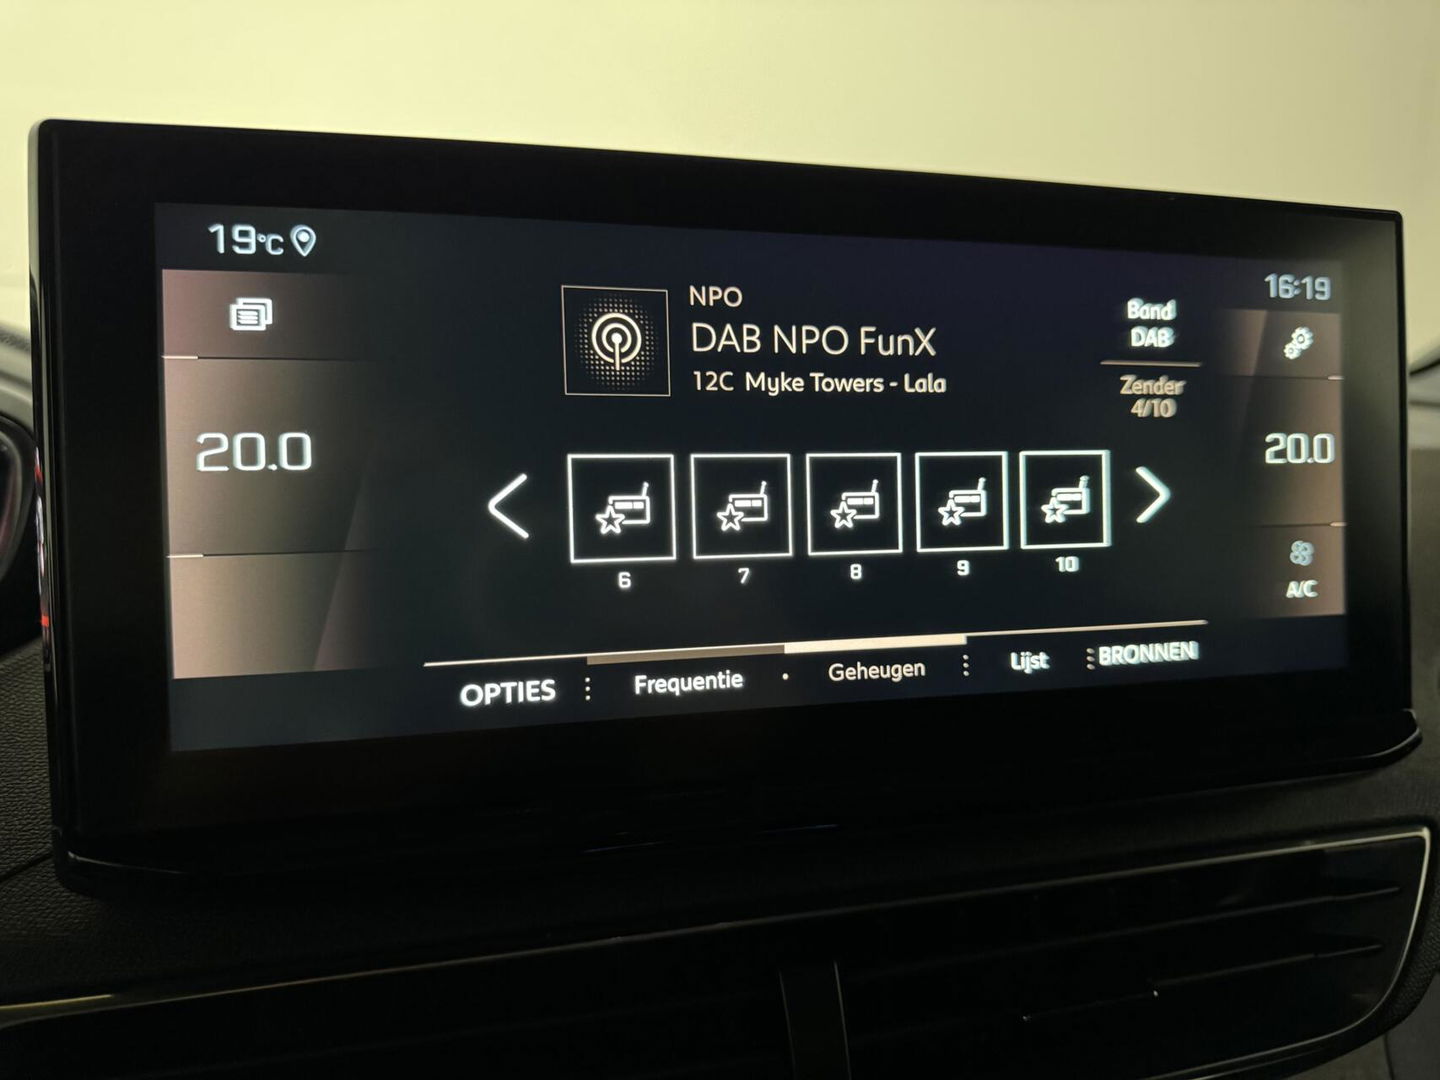 19°C
16:19
NPO
DAB NPO FunX
12C Myke Towers - Lala
Band
DAB
Zender
4/10
20.0
20.0
6 7 8 9 10
A/C
OPTIES Frequentie Geheugen Lijst BRONNEN